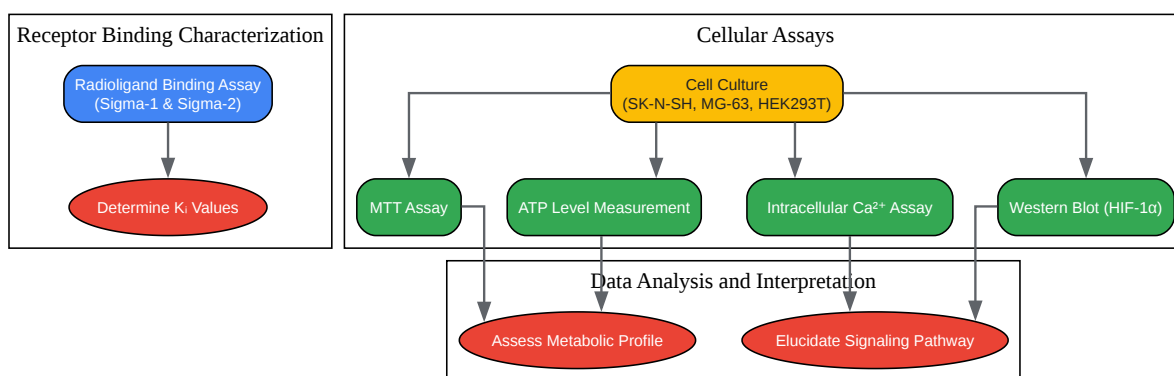 Receptor Binding Characterization
Radioligand Binding Assay
(Sigma-1 & Sigma-2)
Determine Kᵢ Values
Cellular Assays
Cell Culture
(SK-N-SH, MG-63, HEK293T)
MTT Assay
ATP Level Measurement
Intracellular Ca²⁺ Assay
Western Blot (HIF-1α)
Data Analysis and Interpretation
Assess Metabolic Profile
Elucidate Signaling Pathway